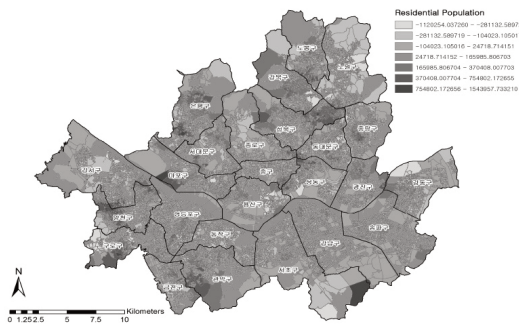 Residential Population
-1120254.037260 - -281132.5897
-281132.589719 - -104023.10501
-104023.105016 - 24718.714151
24718.714152 - 165985.806703
165985.806704 - 370408.007703
370408.007704 - 754802.172655
754802.172656 - 1543957.733210
도봉구
노원구
강북구
은평구
성북구
중랑구
종로구
서대문구
동대문구
강서구
마포구
중구
성동구
광진구
강동구
용산구
양천구
영등포구
송파구
구로구
동작구
강남구
서초구
관악구
금천구
N
Kilometers
0 1.25 2.5 5 7.5 10